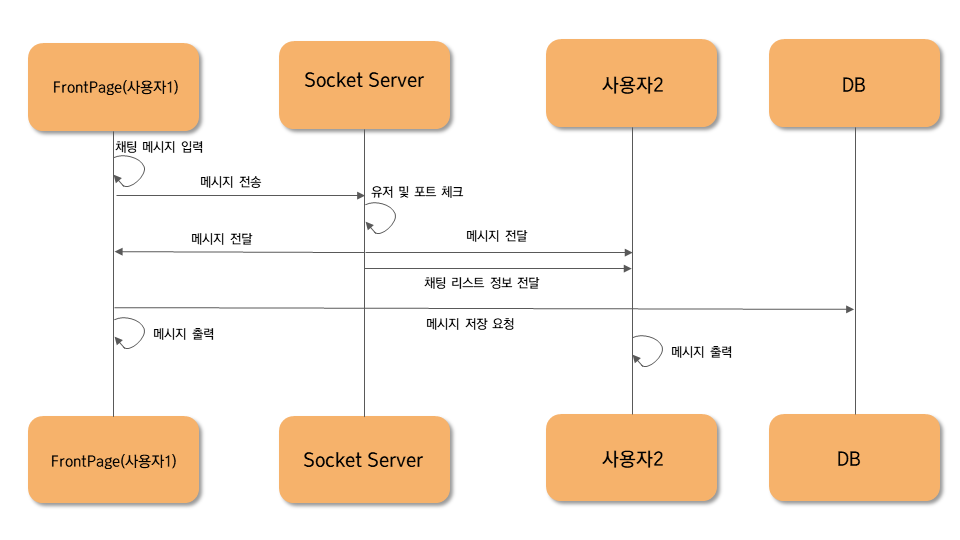 FrontPage(사용자1)
Socket Server
사용자2
DB
채팅 메시지 입력
메시지 전송
유저 및 포트 체크
메시지 전달
메시지 전달
채팅 리스트 정보 전달
메시지 저장 요청
메시지 출력
메시지 출력
FrontPage(사용자1)
Socket Server
사용자2
DB